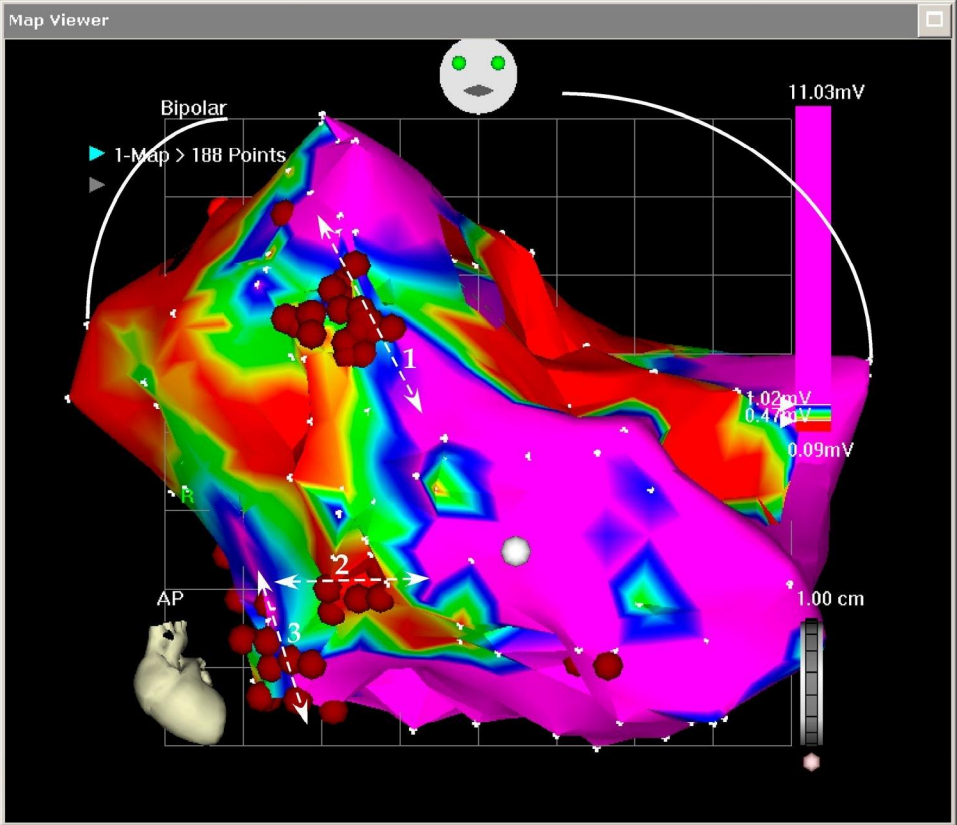 Map Viewer
11.03mV
Bipolar
1-Map > 188 Points
1
1.02mV
0.47mV
0.09mV
R
2
AP
1.00 cm
3